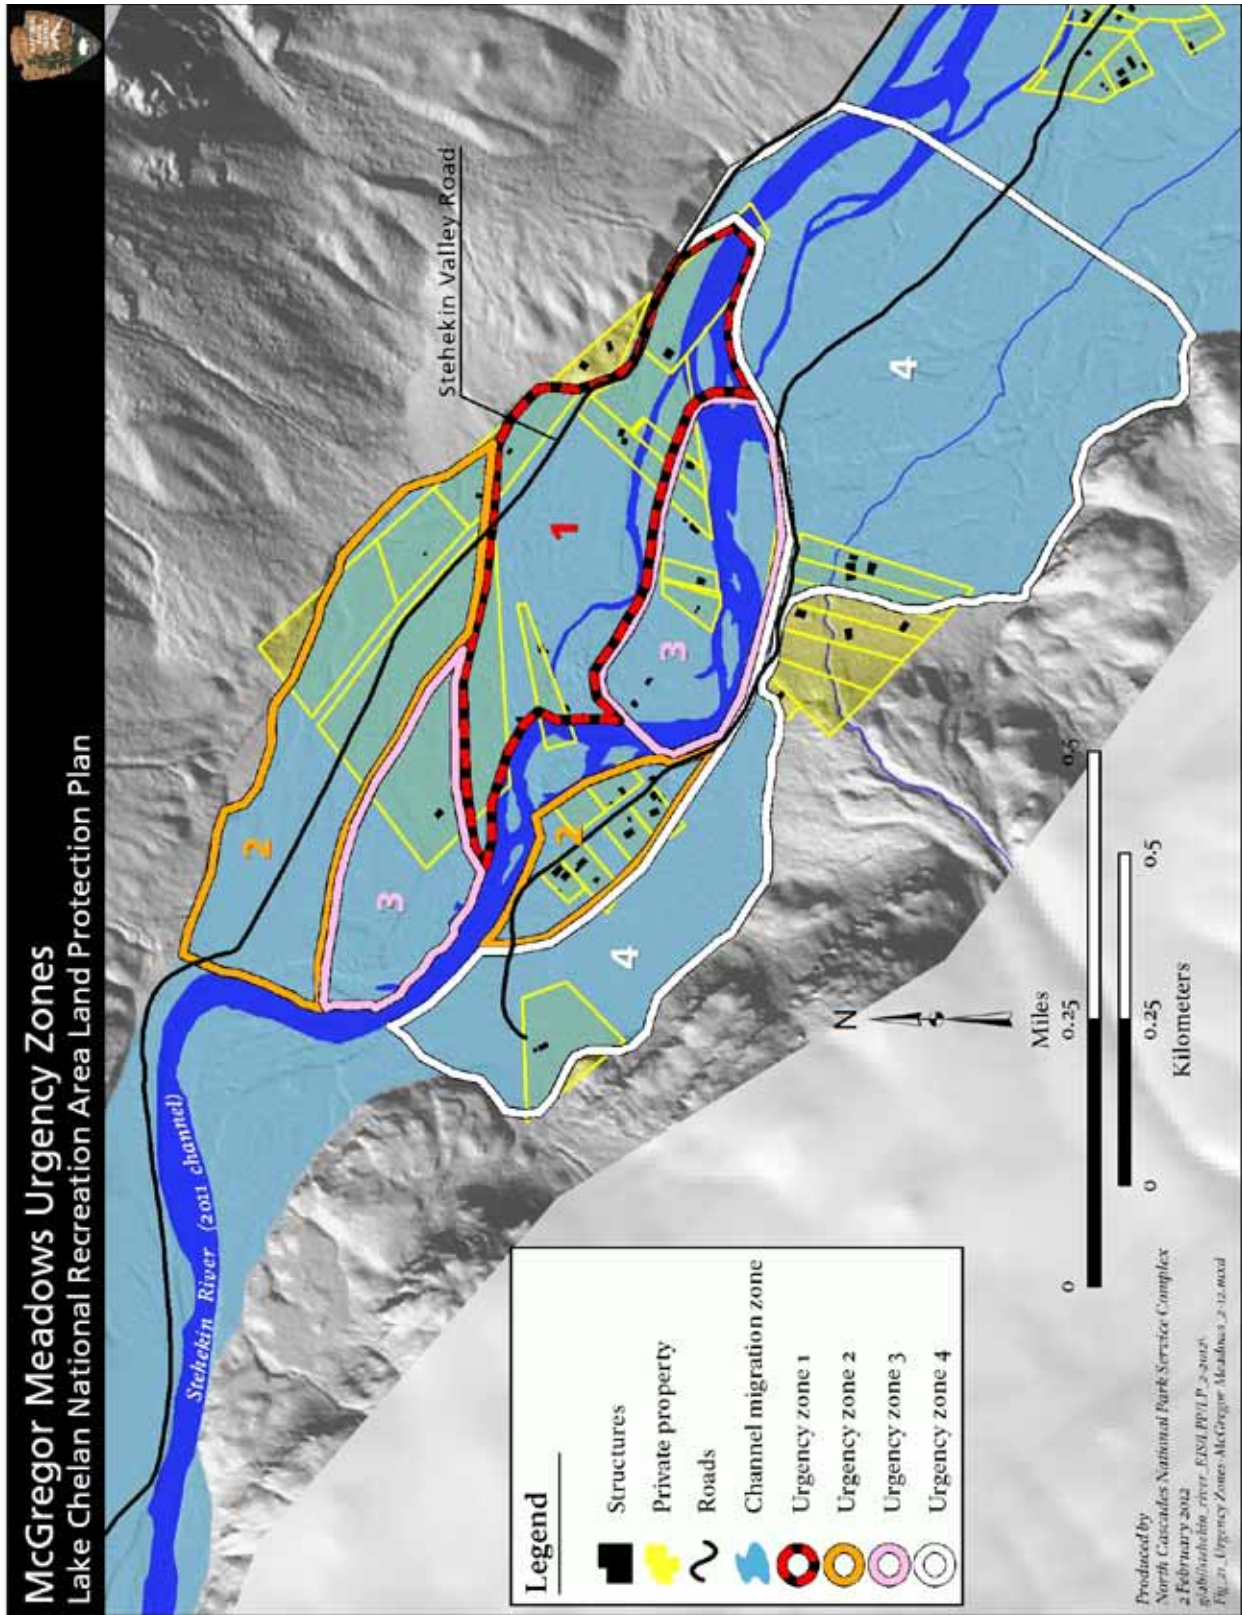 McGregor Meadows Urgency Zones
Lake Chelan National Recreation Area Land Protection Plan
Stehekin River (2011 channel)
Stehekin Valley Road
2
3
1
2
3
4
4
Legend
Structures
Private property
Roads
Channel migration zone
Urgency zone 1
Urgency zone 2
Urgency zone 3
Urgency zone 4
N
Miles
0
0.25
0.5
0
0.25
0.5
Kilometers
Produced by
North Cascades National Park Service Complex
2 February 2012